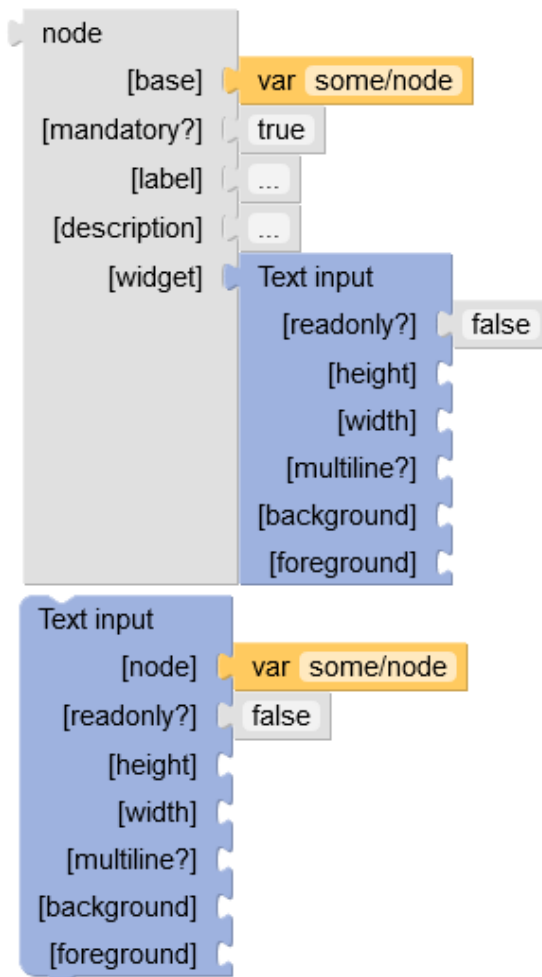 node
[base] var some/node
[mandatory?] true
[label] ...
[description] ...
[widget] Text input
[readonly?] false
[height]
[width]
[multiline?]
[background]
[foreground]
Text input
[node] var some/node
[readonly?] false
[height]
[width]
[multiline?]
[background]
[foreground]